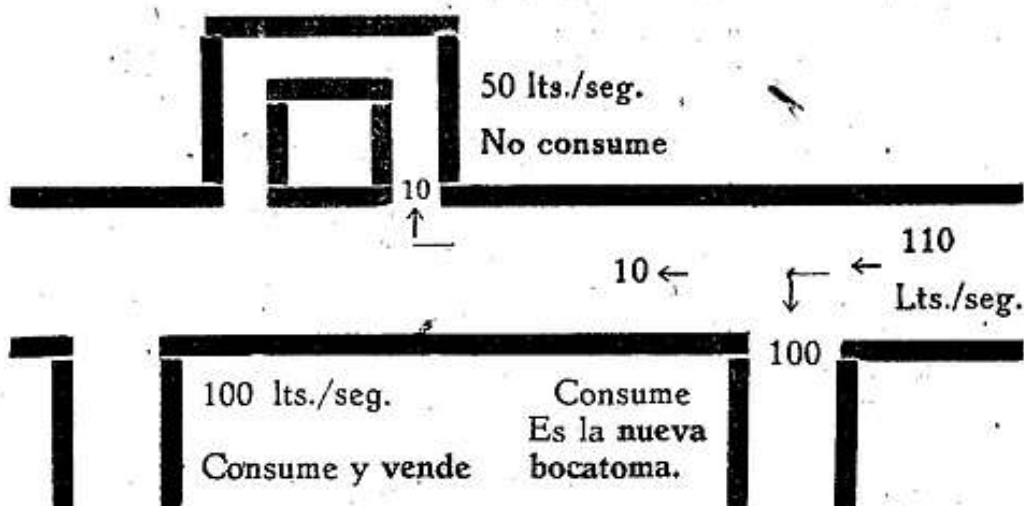 50 lts./seg.
No consume
10
110
10
Lts./seg.
100
100 lts./seg.
Consume y vende
Consume
Es la nueva
bocatoma.